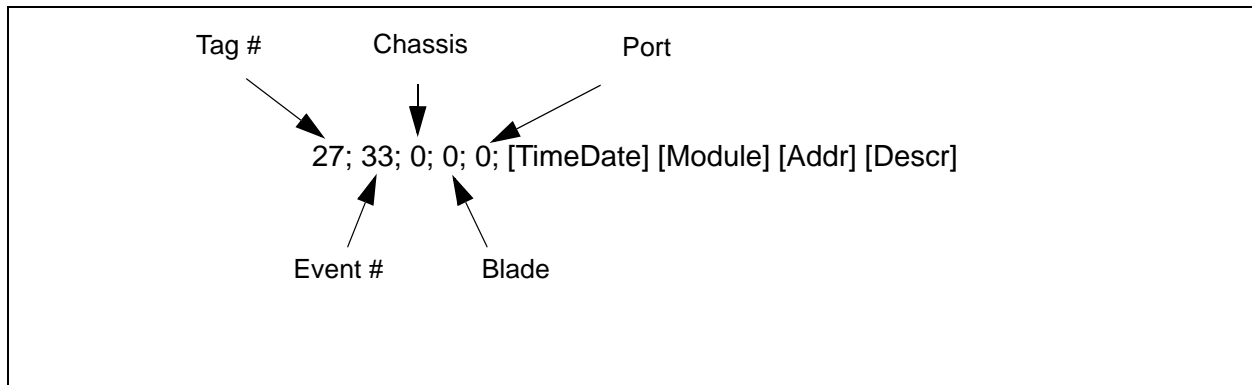 Tag #
Chassis
Port
27; 33; 0; 0; 0; [TimeDate] [Module] [Addr] [Descr]
Event #
Blade